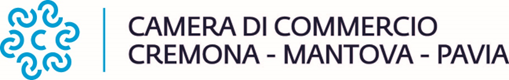 CAMERA DI COMMERCIO
CREMONA - MANTOVA - PAVIA